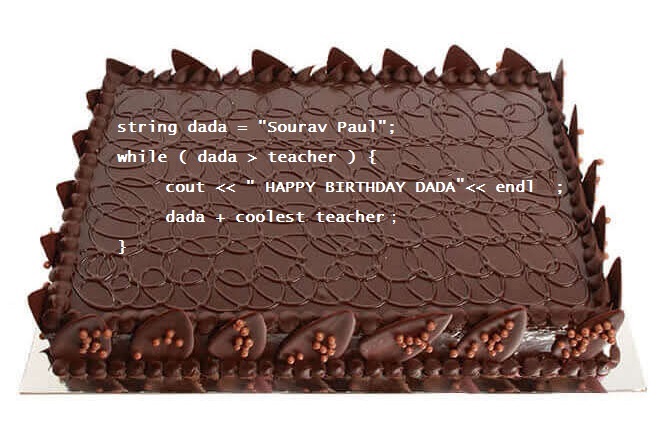 string dada = "Sourav Paul";
while ( dada > teacher ) {
cout << " HAPPY BIRTHDAY DADA"<< endl ;
dada + coolest teacher ;
}